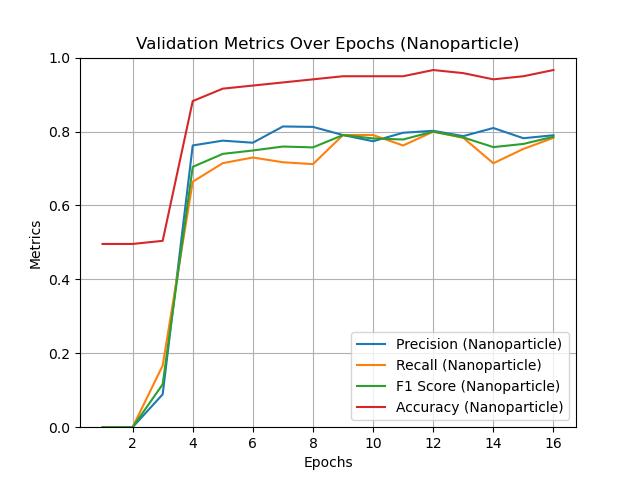 Validation Metrics Over Epochs (Nanoparticle)
1.0
0.8
0.6
0.4
0.2
0.0
Metrics
2 4 6 8 10 12 14 16
Epochs
Precision (Nanoparticle)
Recall (Nanoparticle)
F1 Score (Nanoparticle)
Accuracy (Nanoparticle)